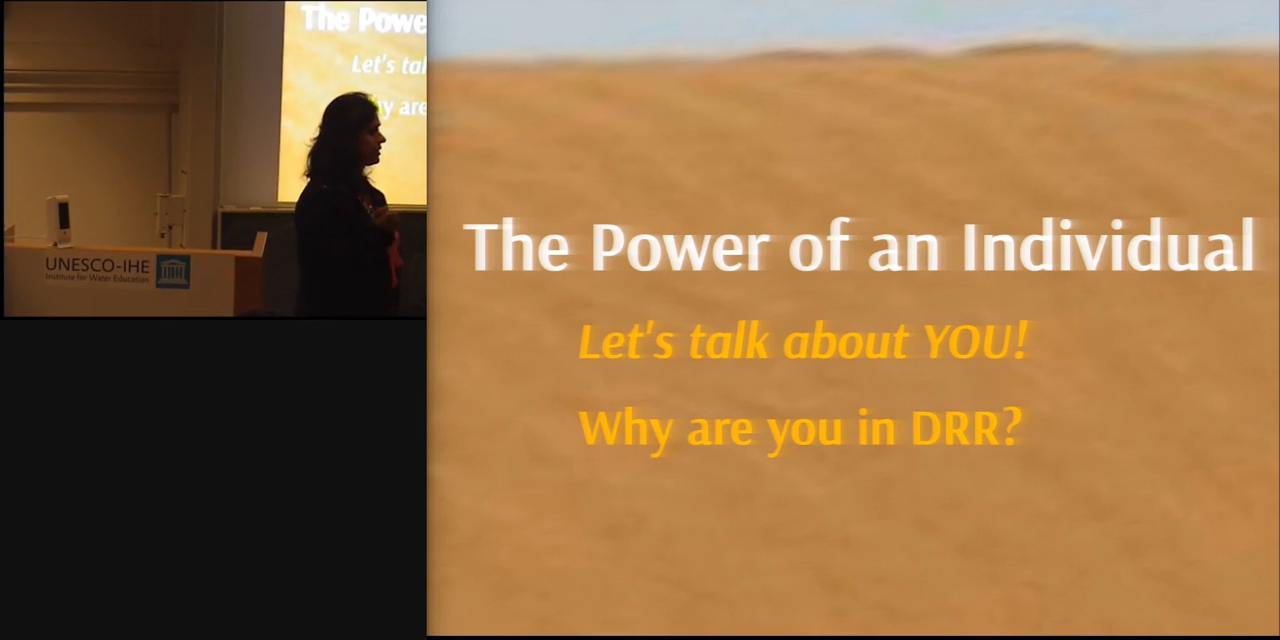 The Powe
Let's tal
y are
UNESCO-IHE
Institute for Water Education
The Power of an Individual
Let's talk about YOU!
Why are you in DRR?